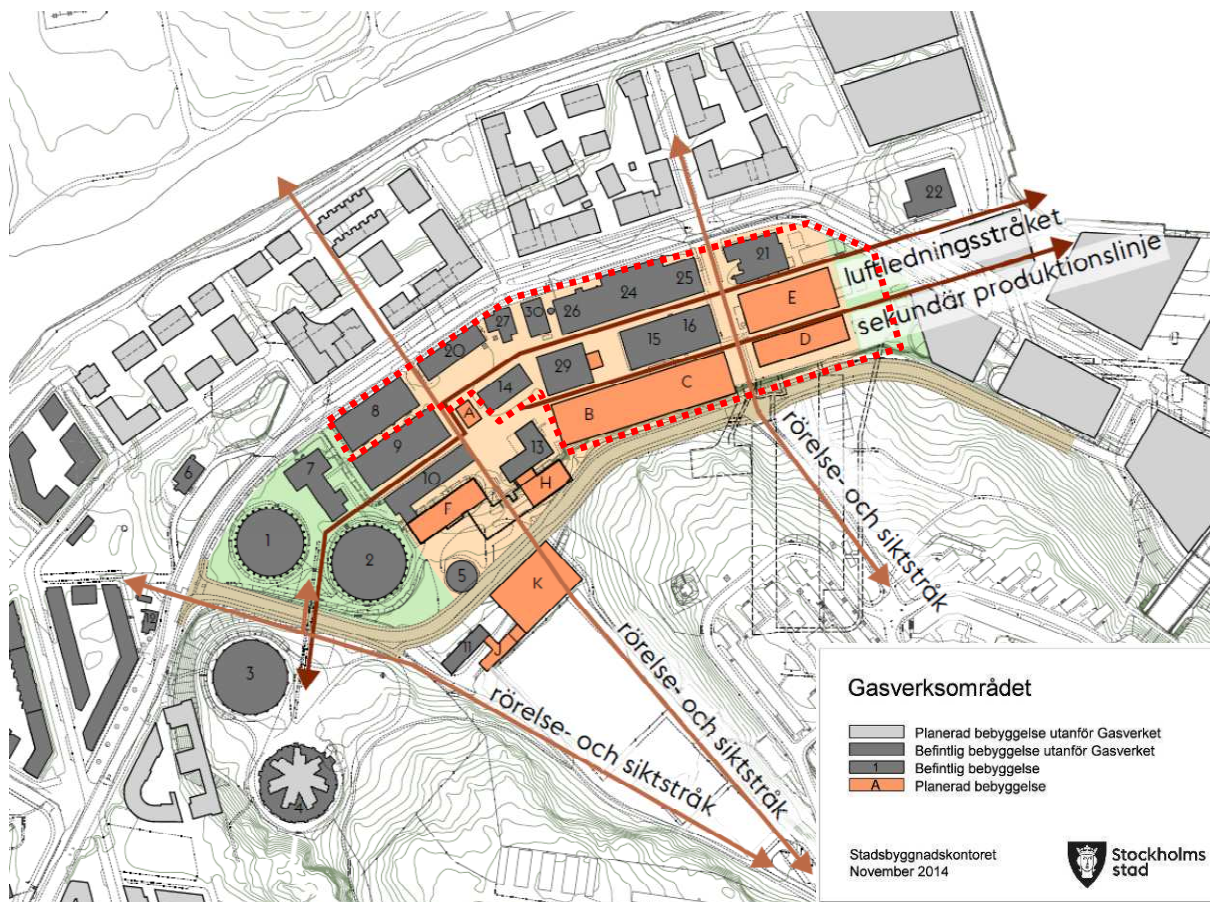 22
21
luftledningsstråket
25
24
E
sekundär produktionslinje
30
26
27
16
D
20
15
29
C
14
8
A
B
9
13
rörelse- och siktstråk
7
6
10
H
F
1
2
I
5
K
12
11
J
3
rörelse- och siktstråk
rörelse- och siktstråk
4
Gasverksområdet
Planerad bebyggelse utanför Gasverket
Befintlig bebyggelse utanför Gasverket
1 Befintlig bebyggelse
A Planerad bebyggelse
Stadsbyggnadskontoret
November 2014
Stockholms
stad